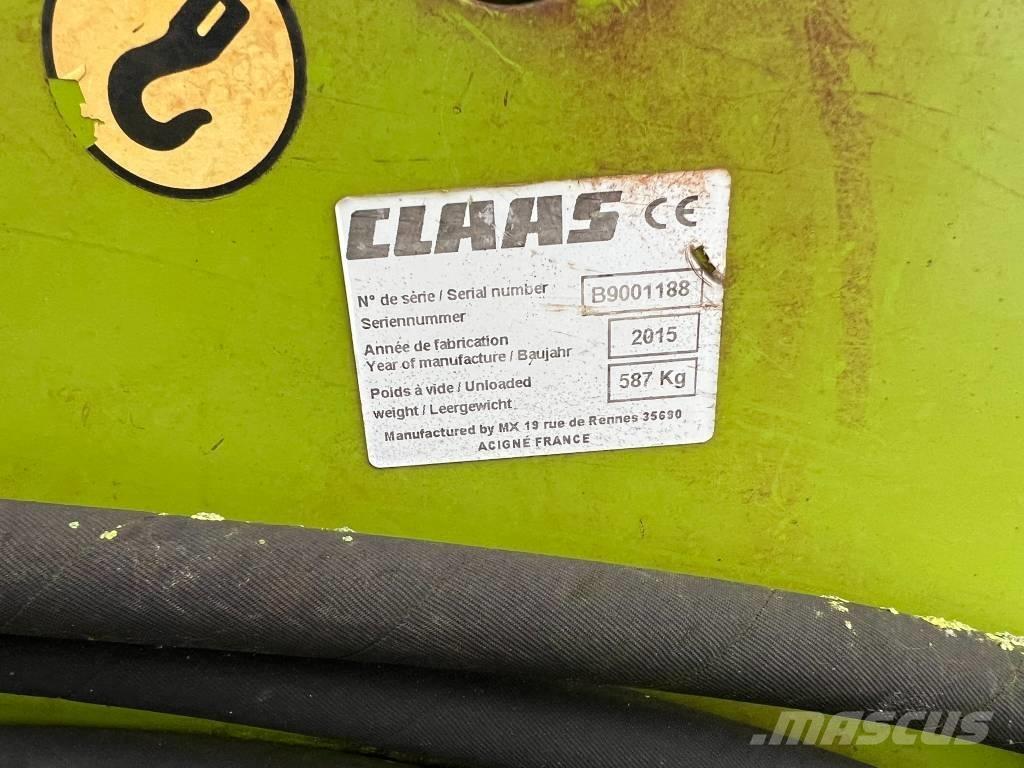 CLAAS CE
N° de série / Serial number B9001188
Seriennummer
Année de fabrication
Year of manufacture / Baujahr 2015
Poids à vide / Unloaded
weight / Leergewicht 587 Kg
Manufactured by MX 19 rue de Rennes 35690
ACIGNÉ FRANCE
MASCUS